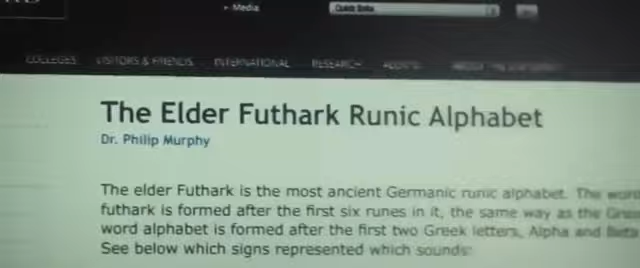 Media
Quick links
COLLEGES VISITORS & FRIENDS INTERNATIONAL RESEARCH
The Elder Futhark Runic Alphabet
Dr. Philip Murphy
The elder Futhark is the most ancient Germanic runic alphabet. The word
futhark is formed after the first six runes in it, the same way as the
word alphabet is formed after the first two Greek letters, Alpha and Beta
See below which signs represented which sounds: